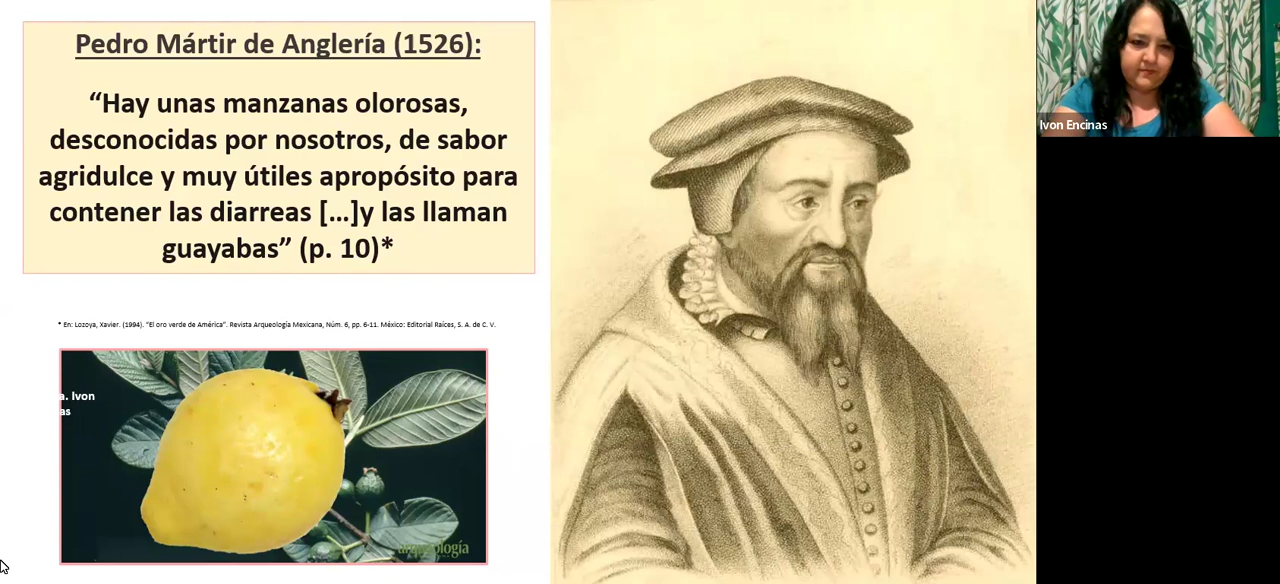 Pedro Mártir de Anglería (1526):
“Hay unas manzanas olorosas,
desconocidas por nosotros, de sabor
agridulce y muy útiles apropósito para
contener las diarreas […]y las llaman
guayabas” (p. 10)*
* En: Lozoya, Xavier. (1994). “El oro verde de América”. Revista Arqueología Mexicana, Núm. 6, pp. 6-11. México: Editorial Raíces, S. A. de C. V.
a. Ivon
as
arqueología
Ivon Encinas